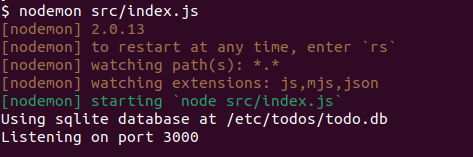 $ nodemon src/index.js
[nodemon] 2.0.13
[nodemon] to restart at any time, enter `rs`
[nodemon] watching path(s): *.*
[nodemon] watching extensions: js,mjs,json
[nodemon] starting `node src/index.js`
Using sqlite database at /etc/todos/todo.db
Listening on port 3000